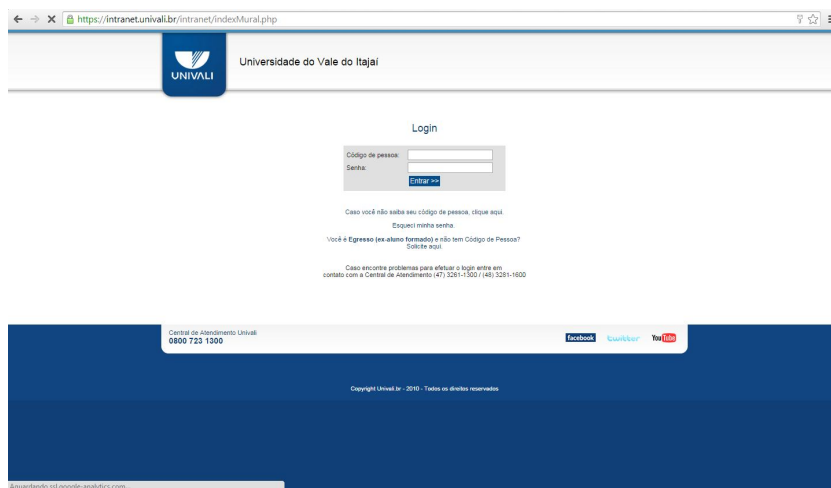 https://intranet.univali.br/intranet/indexMural.php
UNIVALI
Universidade do Vale do Itajaí
Login
Código de pessoa:
Senha:
Entrar >>
Caso você não saiba seu código de pessoa, clique aqui.
Esqueci minha senha.
Você é Egresso (ex-aluno formado) e não tem Código de Pessoa?
Solicite aqui.
Caso encontre problemas para efetuar o login entre em
contato com a Central de Atendimento (47) 3261-1300 / (48) 3281-1600
Central de Atendimento Univali
0800 723 1300
facebook twitter YouTube
Copyright Univali.br - 2010 - Todos os direitos reservados
Aguardando ssl.google-analytics.com...